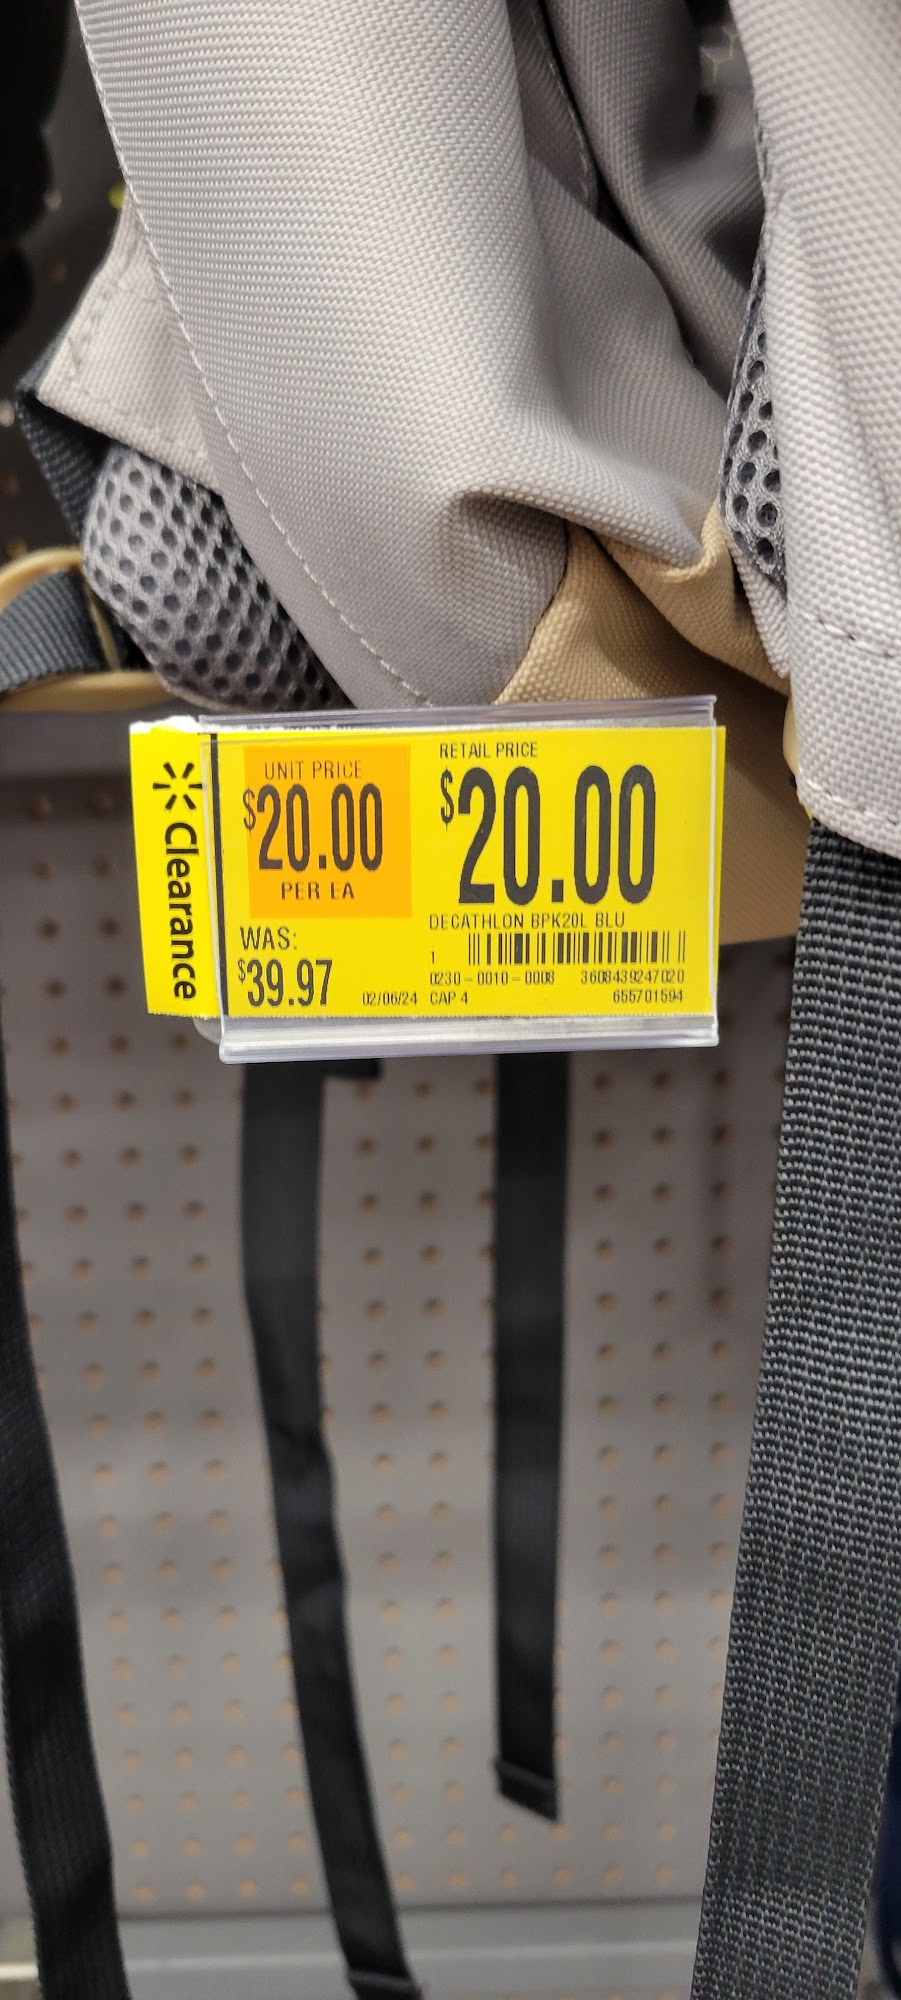 Clearance
UNIT PRICE
$20.00
PER EA
WAS:
$39.97
02/06/24
RETAIL PRICE
$20.00
DECATHLON BPK20L BLU
1
0230-0010-0008 3608439247020
CAP 4 655701594